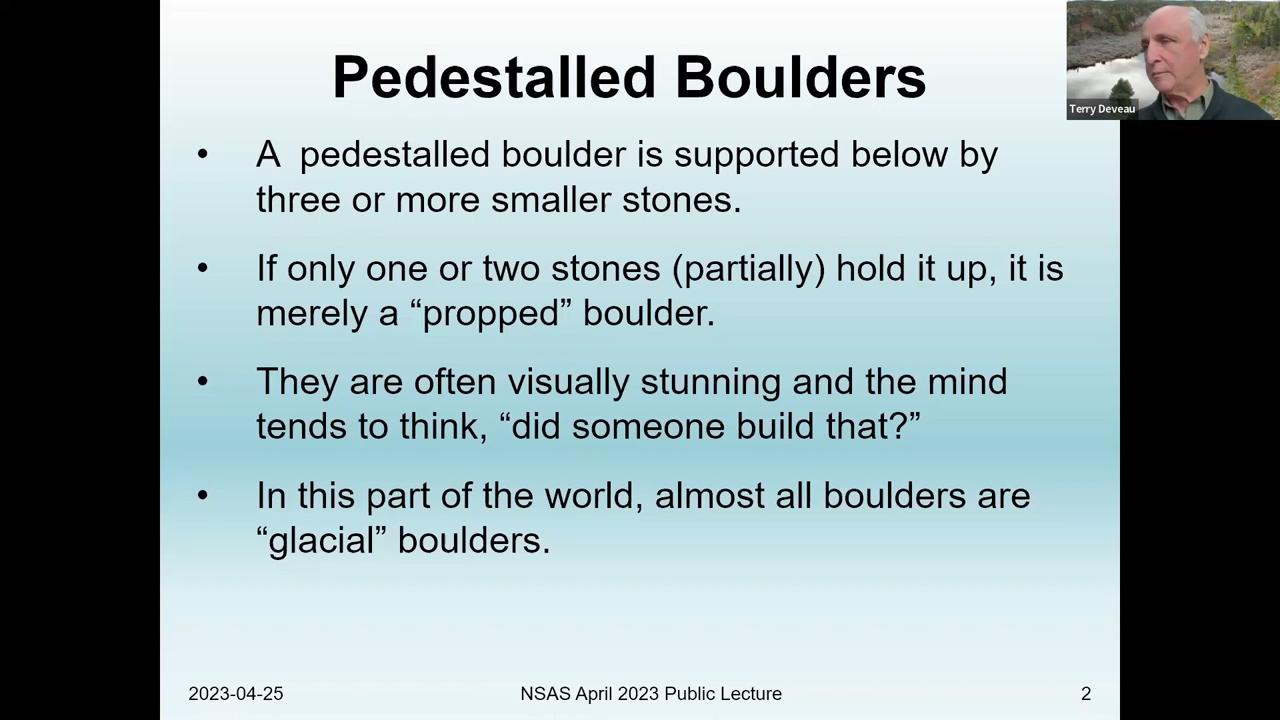 Pedestalled Boulders
Terry Deveau
• A pedestalled boulder is supported below by
three or more smaller stones.
• If only one or two stones (partially) hold it up, it is
merely a “propped” boulder.
• They are often visually stunning and the mind
tends to think, “did someone build that?”
• In this part of the world, almost all boulders are
“glacial” boulders.
2023-04-25 NSAS April 2023 Public Lecture 2